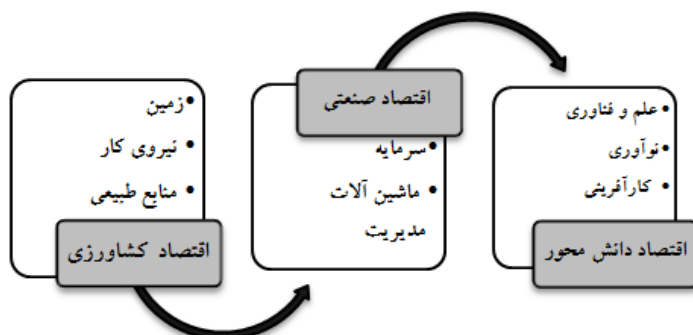 •زمین
• نیروی کار
• منابع طبیعی
اقتصاد کشاورزی
اقتصاد صنعتی
•سرمایه
• ماشین آلات
مدیریت
• علم و فناوری
•نوآوری
• کارآفرینی
اقتصاد دانش محور